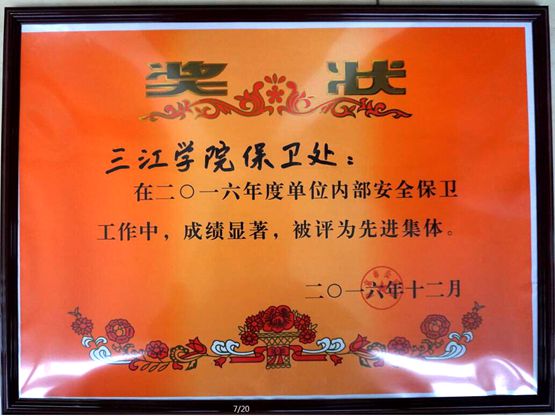 奖状
三江学院保卫处：
在二〇一六年度单位内部安全保卫
工作中，成绩显著，被评为先进集体。
二〇一六年十二月
7/20